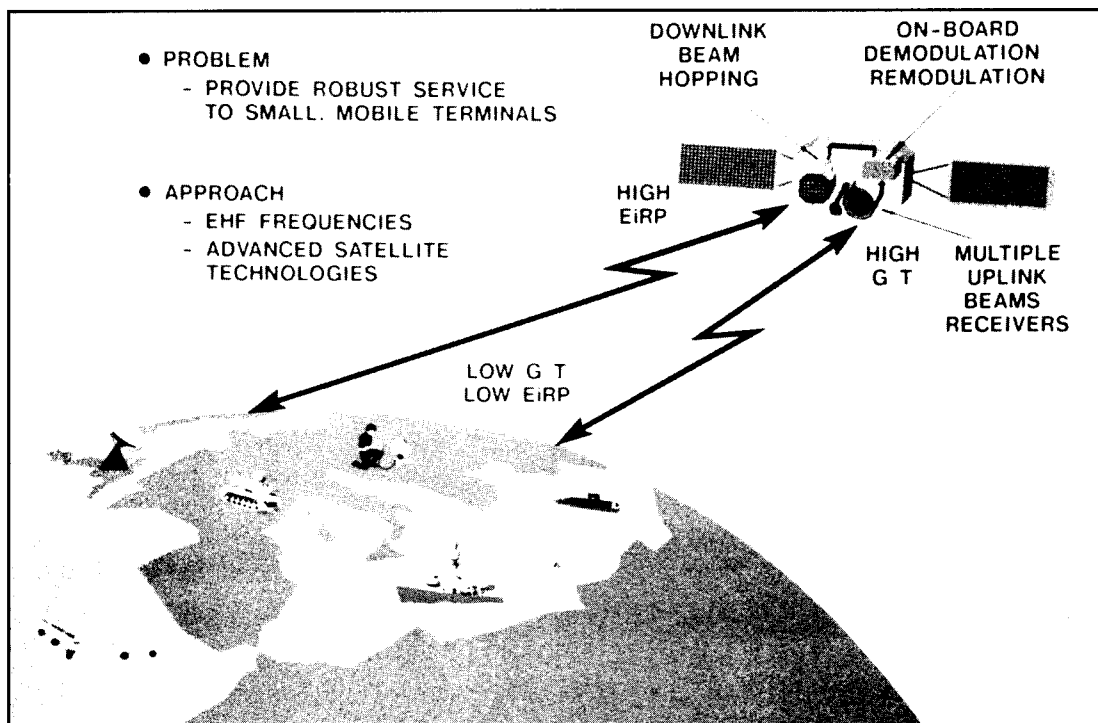 ● PROBLEM
- PROVIDE ROBUST SERVICE
TO SMALL. MOBILE TERMINALS
● APPROACH
- EHF FREQUENCIES
- ADVANCED SATELLITE
TECHNOLOGIES
DOWNLINK
BEAM
HOPPING
ON-BOARD
DEMODULATION
REMODULATION
HIGH
EiRP
HIGH
G T
MULTIPLE
UPLINK
BEAMS
RECEIVERS
LOW G T
LOW EiRP